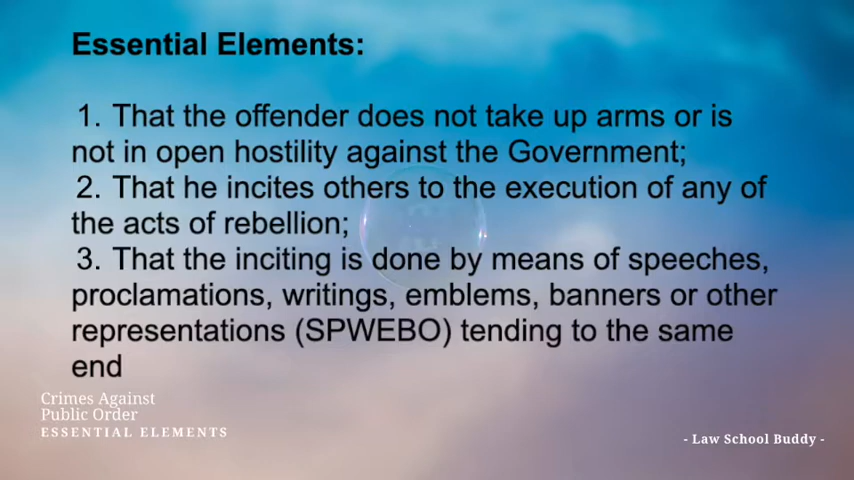 Essential Elements:
1. That the offender does not take up arms or is
not in open hostility against the Government;
2. That he incites others to the execution of any of
the acts of rebellion;
3. That the inciting is done by means of speeches,
proclamations, writings, emblems, banners or other
representations (SPWEBO) tending to the same
end
Crimes Against
Public Order
ESSENTIAL ELEMENTS
- Law School Buddy -